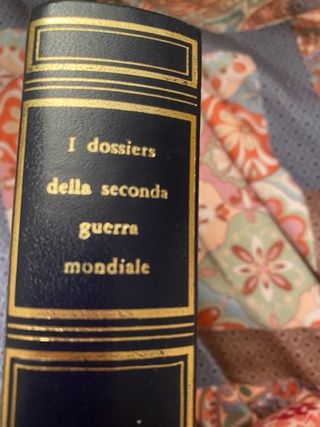 I dossiers
della seconda
guerra
mondiale